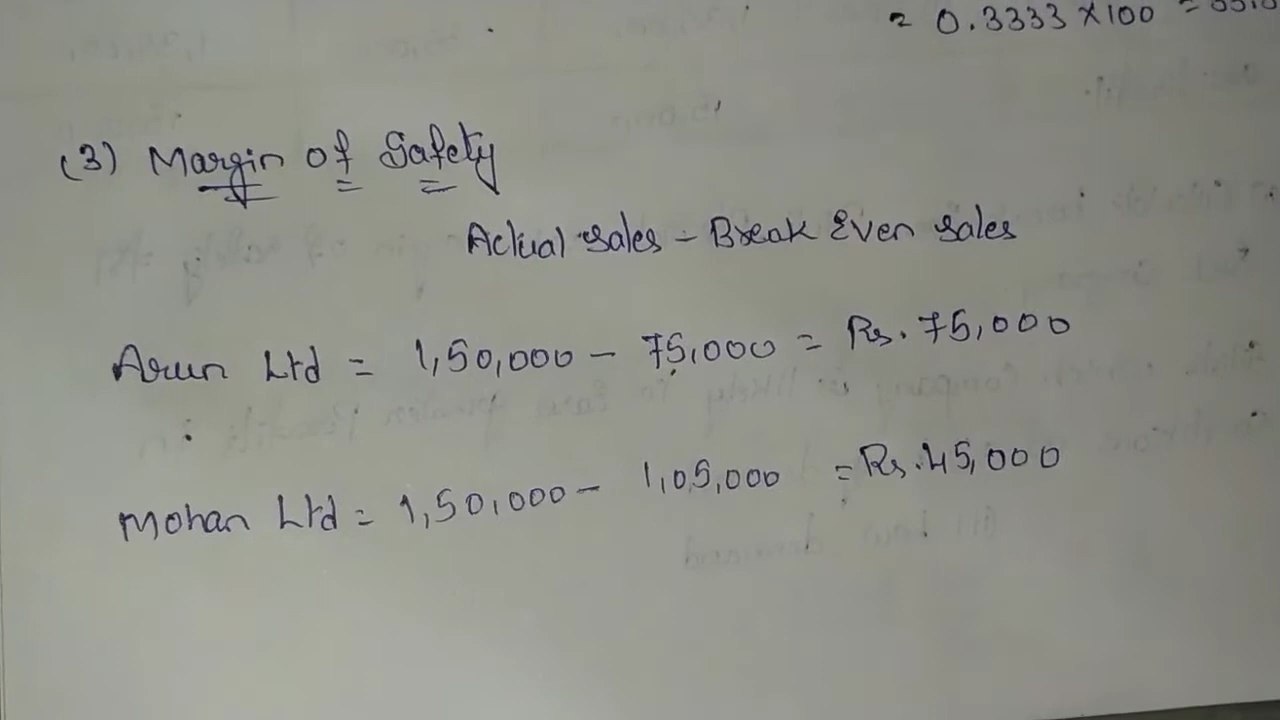 = 0.3333 × 100 =
(3) Margin of Safety
Actual Sales - Break Even Sales
Arun Ltd = 1,50,000 - 75,000 = Rs. 75,000
Mohan Ltd = 1,50,000 - 1,05,000 = Rs. 45,000